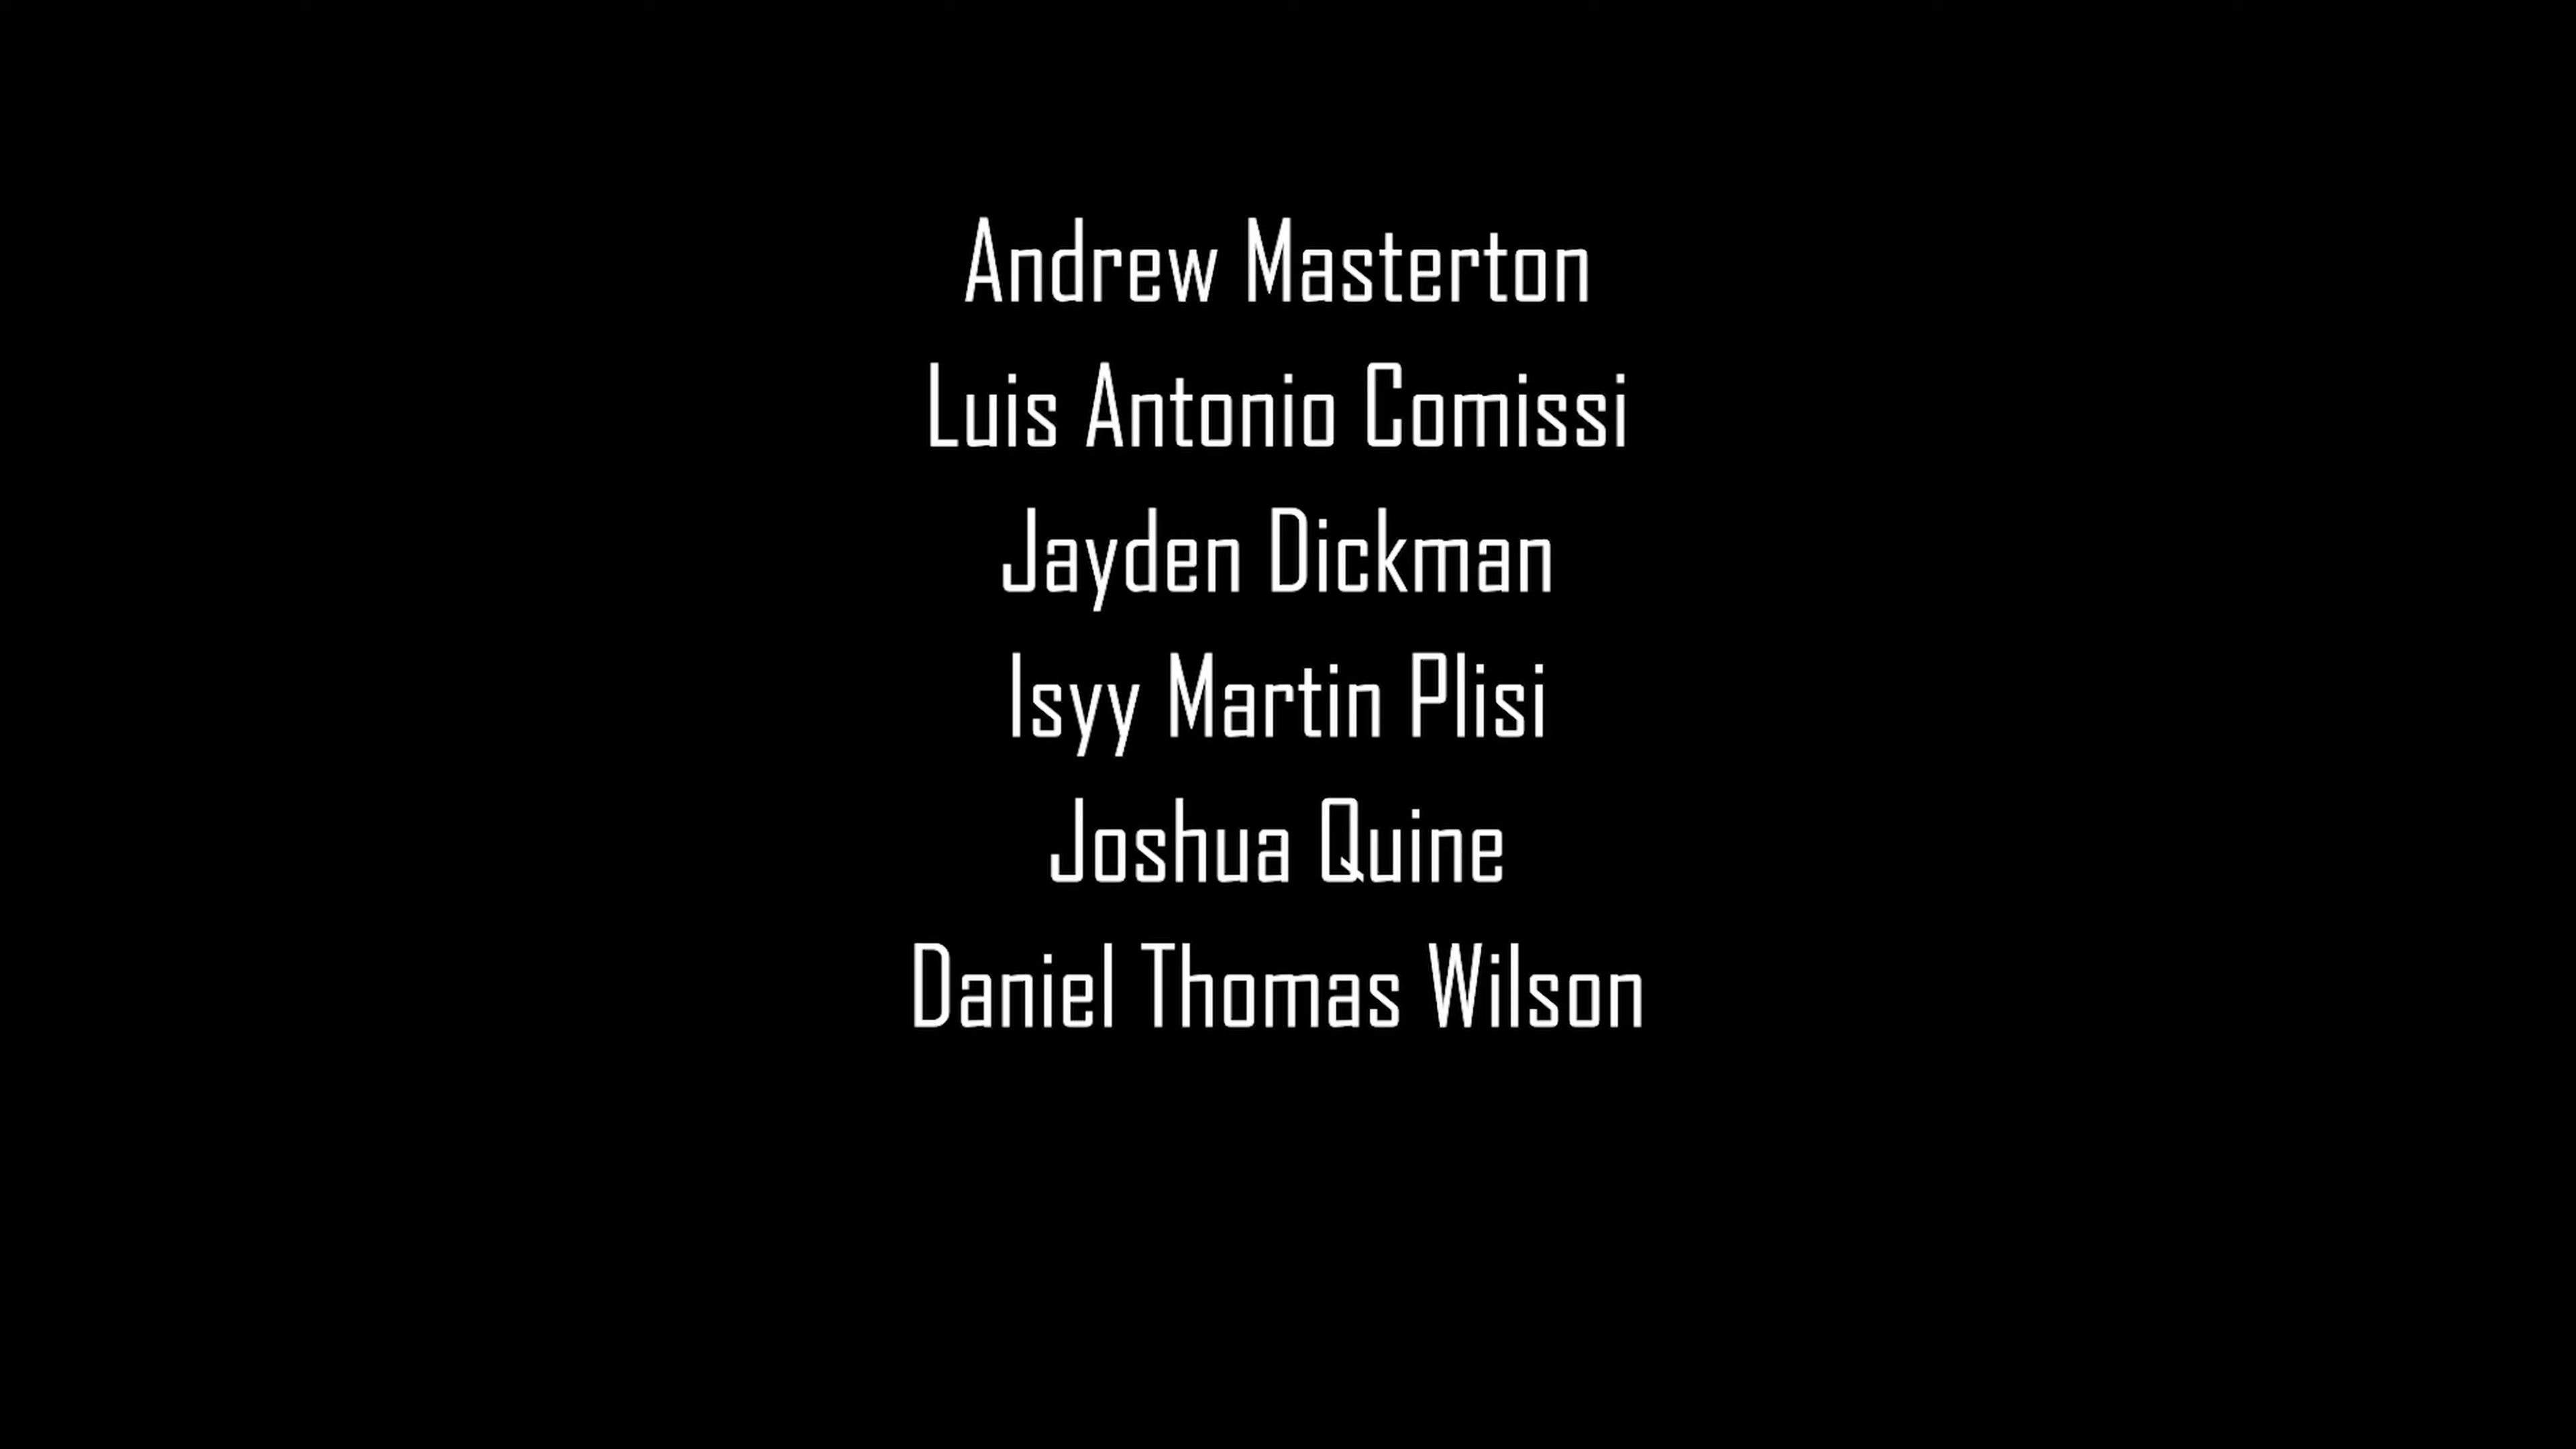 Andrew Masterton
Luis Antonio Comissi
Jayden Dickman
Isyy Martin Plisi
Joshua Quine
Daniel Thomas Wilson